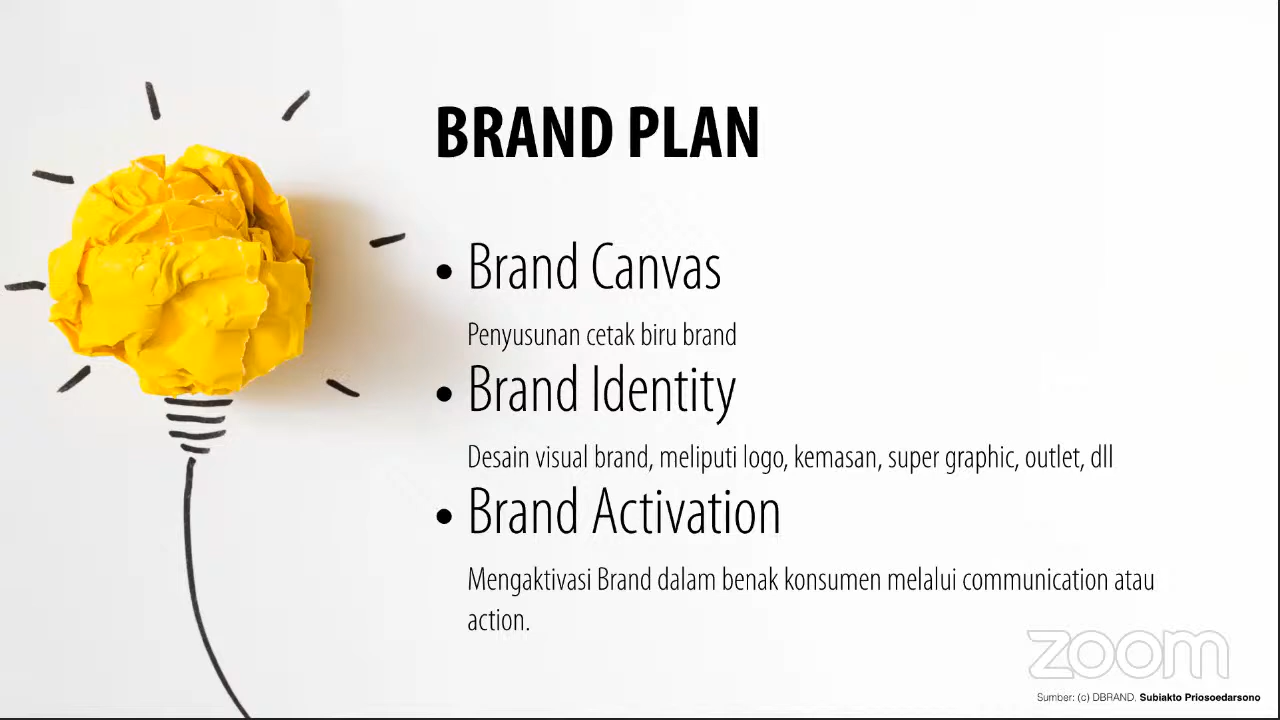 BRAND PLAN
• Brand Canvas
Penyusunan cetak biru brand
• Brand Identity
Desain visual brand, meliputi logo, kemasan, super graphic, outlet, dll
• Brand Activation
Mengaktivasi Brand dalam benak konsumen melalui communication atau
action.
zoom
Sumber: (c) DBRAND, Subiakto Priosoedarsono